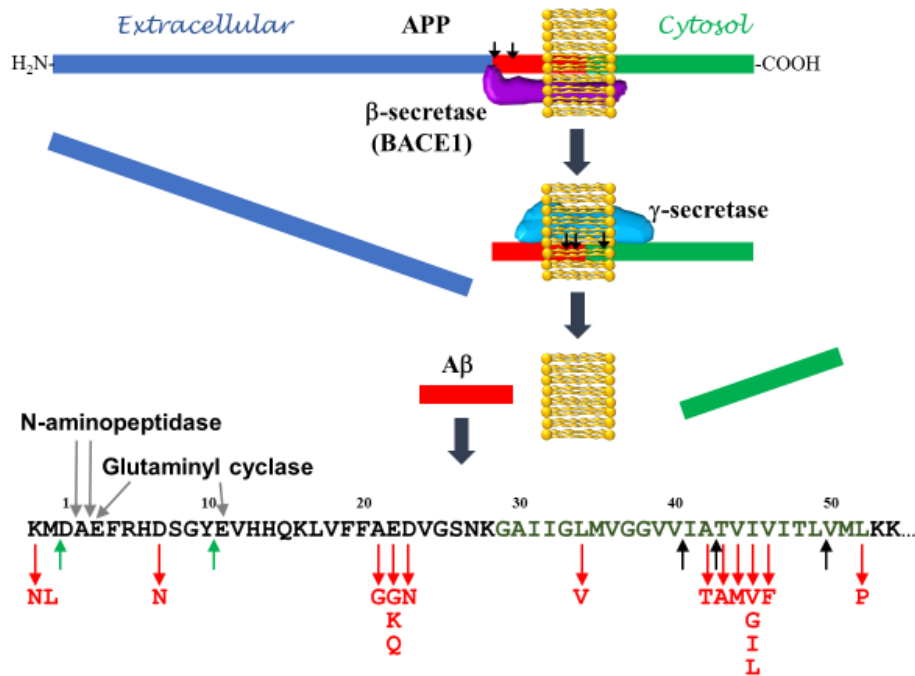 Extracellular APP Cytosol
H₂N- -COOH
β-secretase
(BACE1)
γ-secretase
Aβ
N-aminopeptidase
Glutaminyl cyclase
1 10 20 30 40 50
KMDAEFRHDSGYEVHHQKLVFFAEDVGSNKGAIIGLMVGGVVIATVIVITLVMLKK...
NL N GGN V TAMVF P
K G
Q I
L